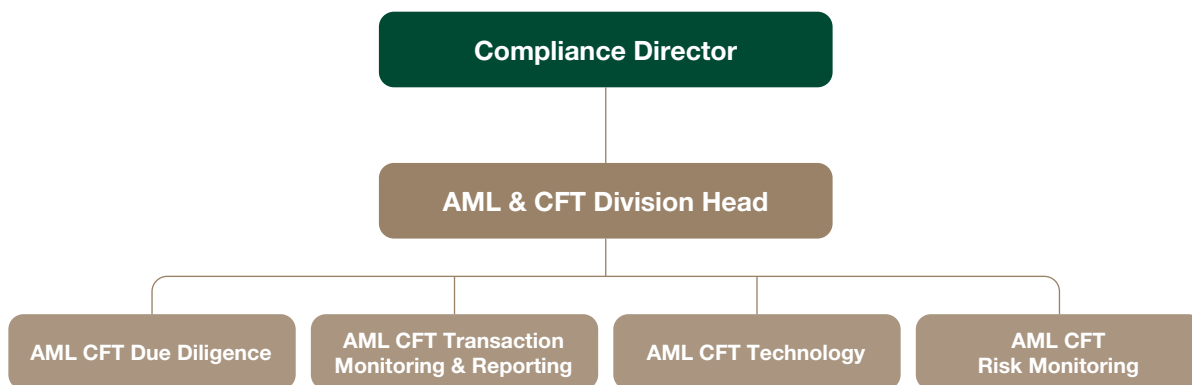 Compliance Director
AML & CFT Division Head
AML CFT Due Diligence
AML CFT Transaction
Monitoring & Reporting
AML CFT Technology
AML CFT
Risk Monitoring